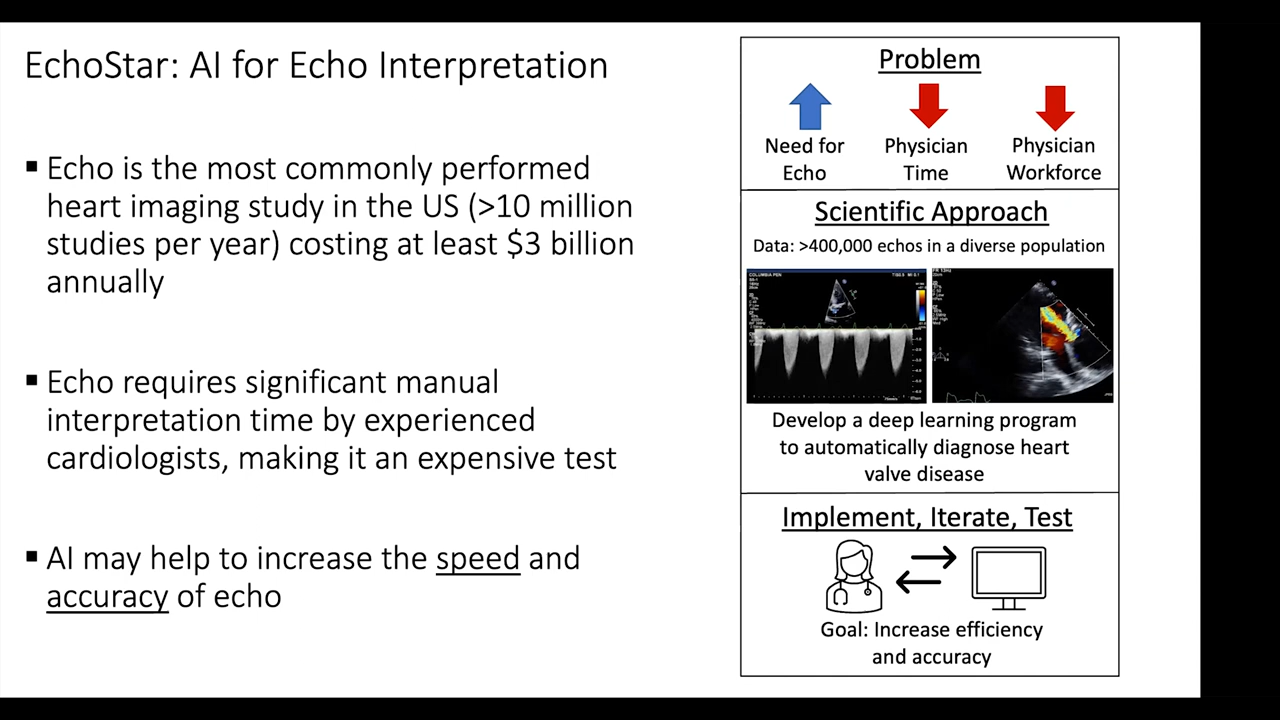 EchoStar: AI for Echo Interpretation
▪ Echo is the most commonly performed
heart imaging study in the US (>10 million
studies per year) costing at least $3 billion
annually
▪ Echo requires significant manual
interpretation time by experienced
cardiologists, making it an expensive test
▪ AI may help to increase the speed and
accuracy of echo
Problem
Need for
Echo
Physician
Time
Physician
Workforce
Scientific Approach
Data: >400,000 echos in a diverse population
COLUMBIA PEN
Develop a deep learning program
to automatically diagnose heart
valve disease
Implement, Iterate, Test
Goal: Increase efficiency
and accuracy